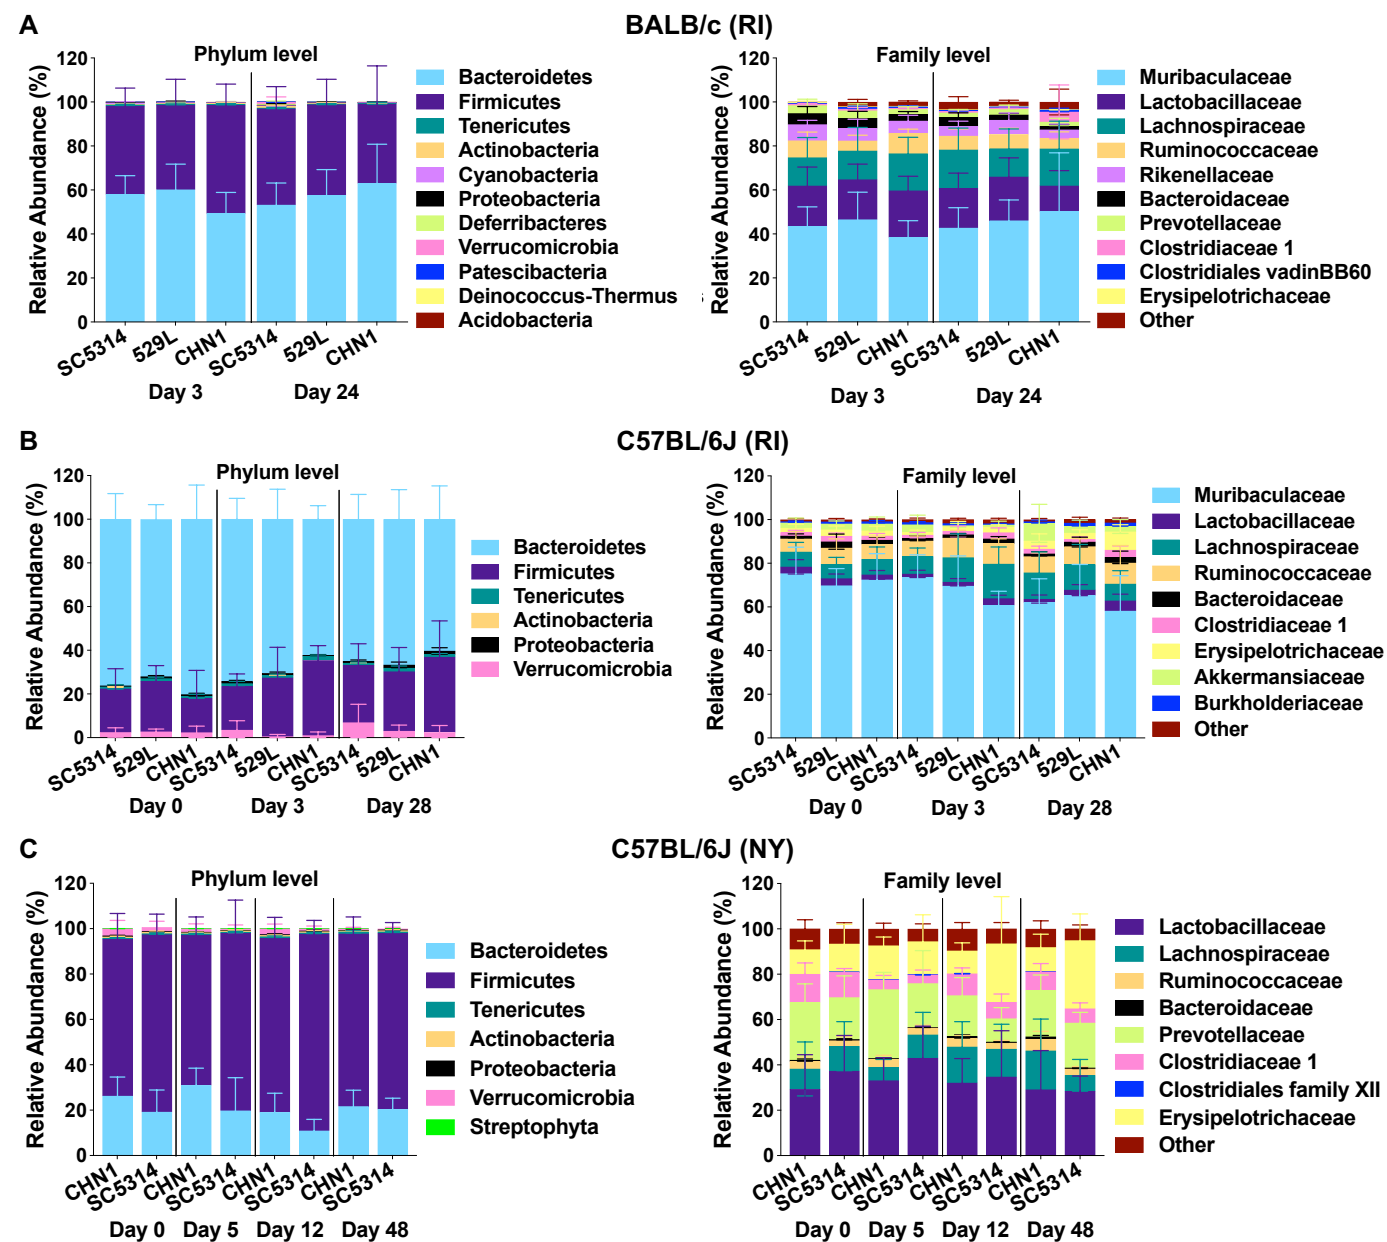 A
BALB/c (RI)
Phylum level
Relative Abundance (%)
120
100
80
60
40
20
0
SC5314
529L
CHN1
SC5314
529L
CHN1
Day 3
Day 24
Bacteroidetes
Firmicutes
Tenericutes
Actinobacteria
Cyanobacteria
Proteobacteria
Deferribacteres
Verrucomicrobia
Patescibacteria
Deinococcus-Thermus
Acidobacteria
Family level
Relative Abundance (%)
120
100
80
60
40
20
0
SC5314
529L
CHN1
SC5314
529L
CHN1
Day 3
Day 24
Muribaculaceae
Lactobacillaceae
Lachnospiraceae
Ruminococcaceae
Rikenellaceae
Bacteroidaceae
Prevotellaceae
Clostridiaceae 1
Clostridiales vadinBB60
Erysipelotrichaceae
Other
B
C57BL/6J (RI)
Phylum level
Relative Abundance (%)
120
100
80
60
40
20
0
SC5314
529L
CHN1
SC5314
529L
CHN1
SC5314
529L
CHN1
Day 0
Day 3
Day 28
Bacteroidetes
Firmicutes
Tenericutes
Actinobacteria
Proteobacteria
Verrucomicrobia
Family level
Relative Abundance (%)
120
100
80
60
40
20
0
SC5314
529L
CHN1
SC5314
529L
CHN1
SC5314
529L
CHN1
Day 0
Day 3
Day 28
Muribaculaceae
Lactobacillaceae
Lachnospiraceae
Ruminococcaceae
Bacteroidaceae
Clostridiaceae 1
Erysipelotrichaceae
Akkermansiaceae
Burkholderiaceae
Other
C
C57BL/6J (NY)
Phylum level
Relative Abundance (%)
120
100
80
60
40
20
0
CHN1
SC5314
CHN1
SC5314
CHN1
SC5314
CHN1
SC5314
Day 0
Day 5
Day 12
Day 48
Bacteroidetes
Firmicutes
Tenericutes
Actinobacteria
Proteobacteria
Verrucomicrobia
Streptophyta
Family level
Relative Abundance (%)
120
100
80
60
40
20
0
CHN1
SC5314
CHN1
SC5314
CHN1
SC5314
CHN1
SC5314
Day 0
Day 5
Day 12
Day 48
Lactobacillaceae
Lachnospiraceae
Ruminococcaceae
Bacteroidaceae
Prevotellaceae
Clostridiaceae 1
Clostridiales family XII
Erysipelotrichaceae
Other